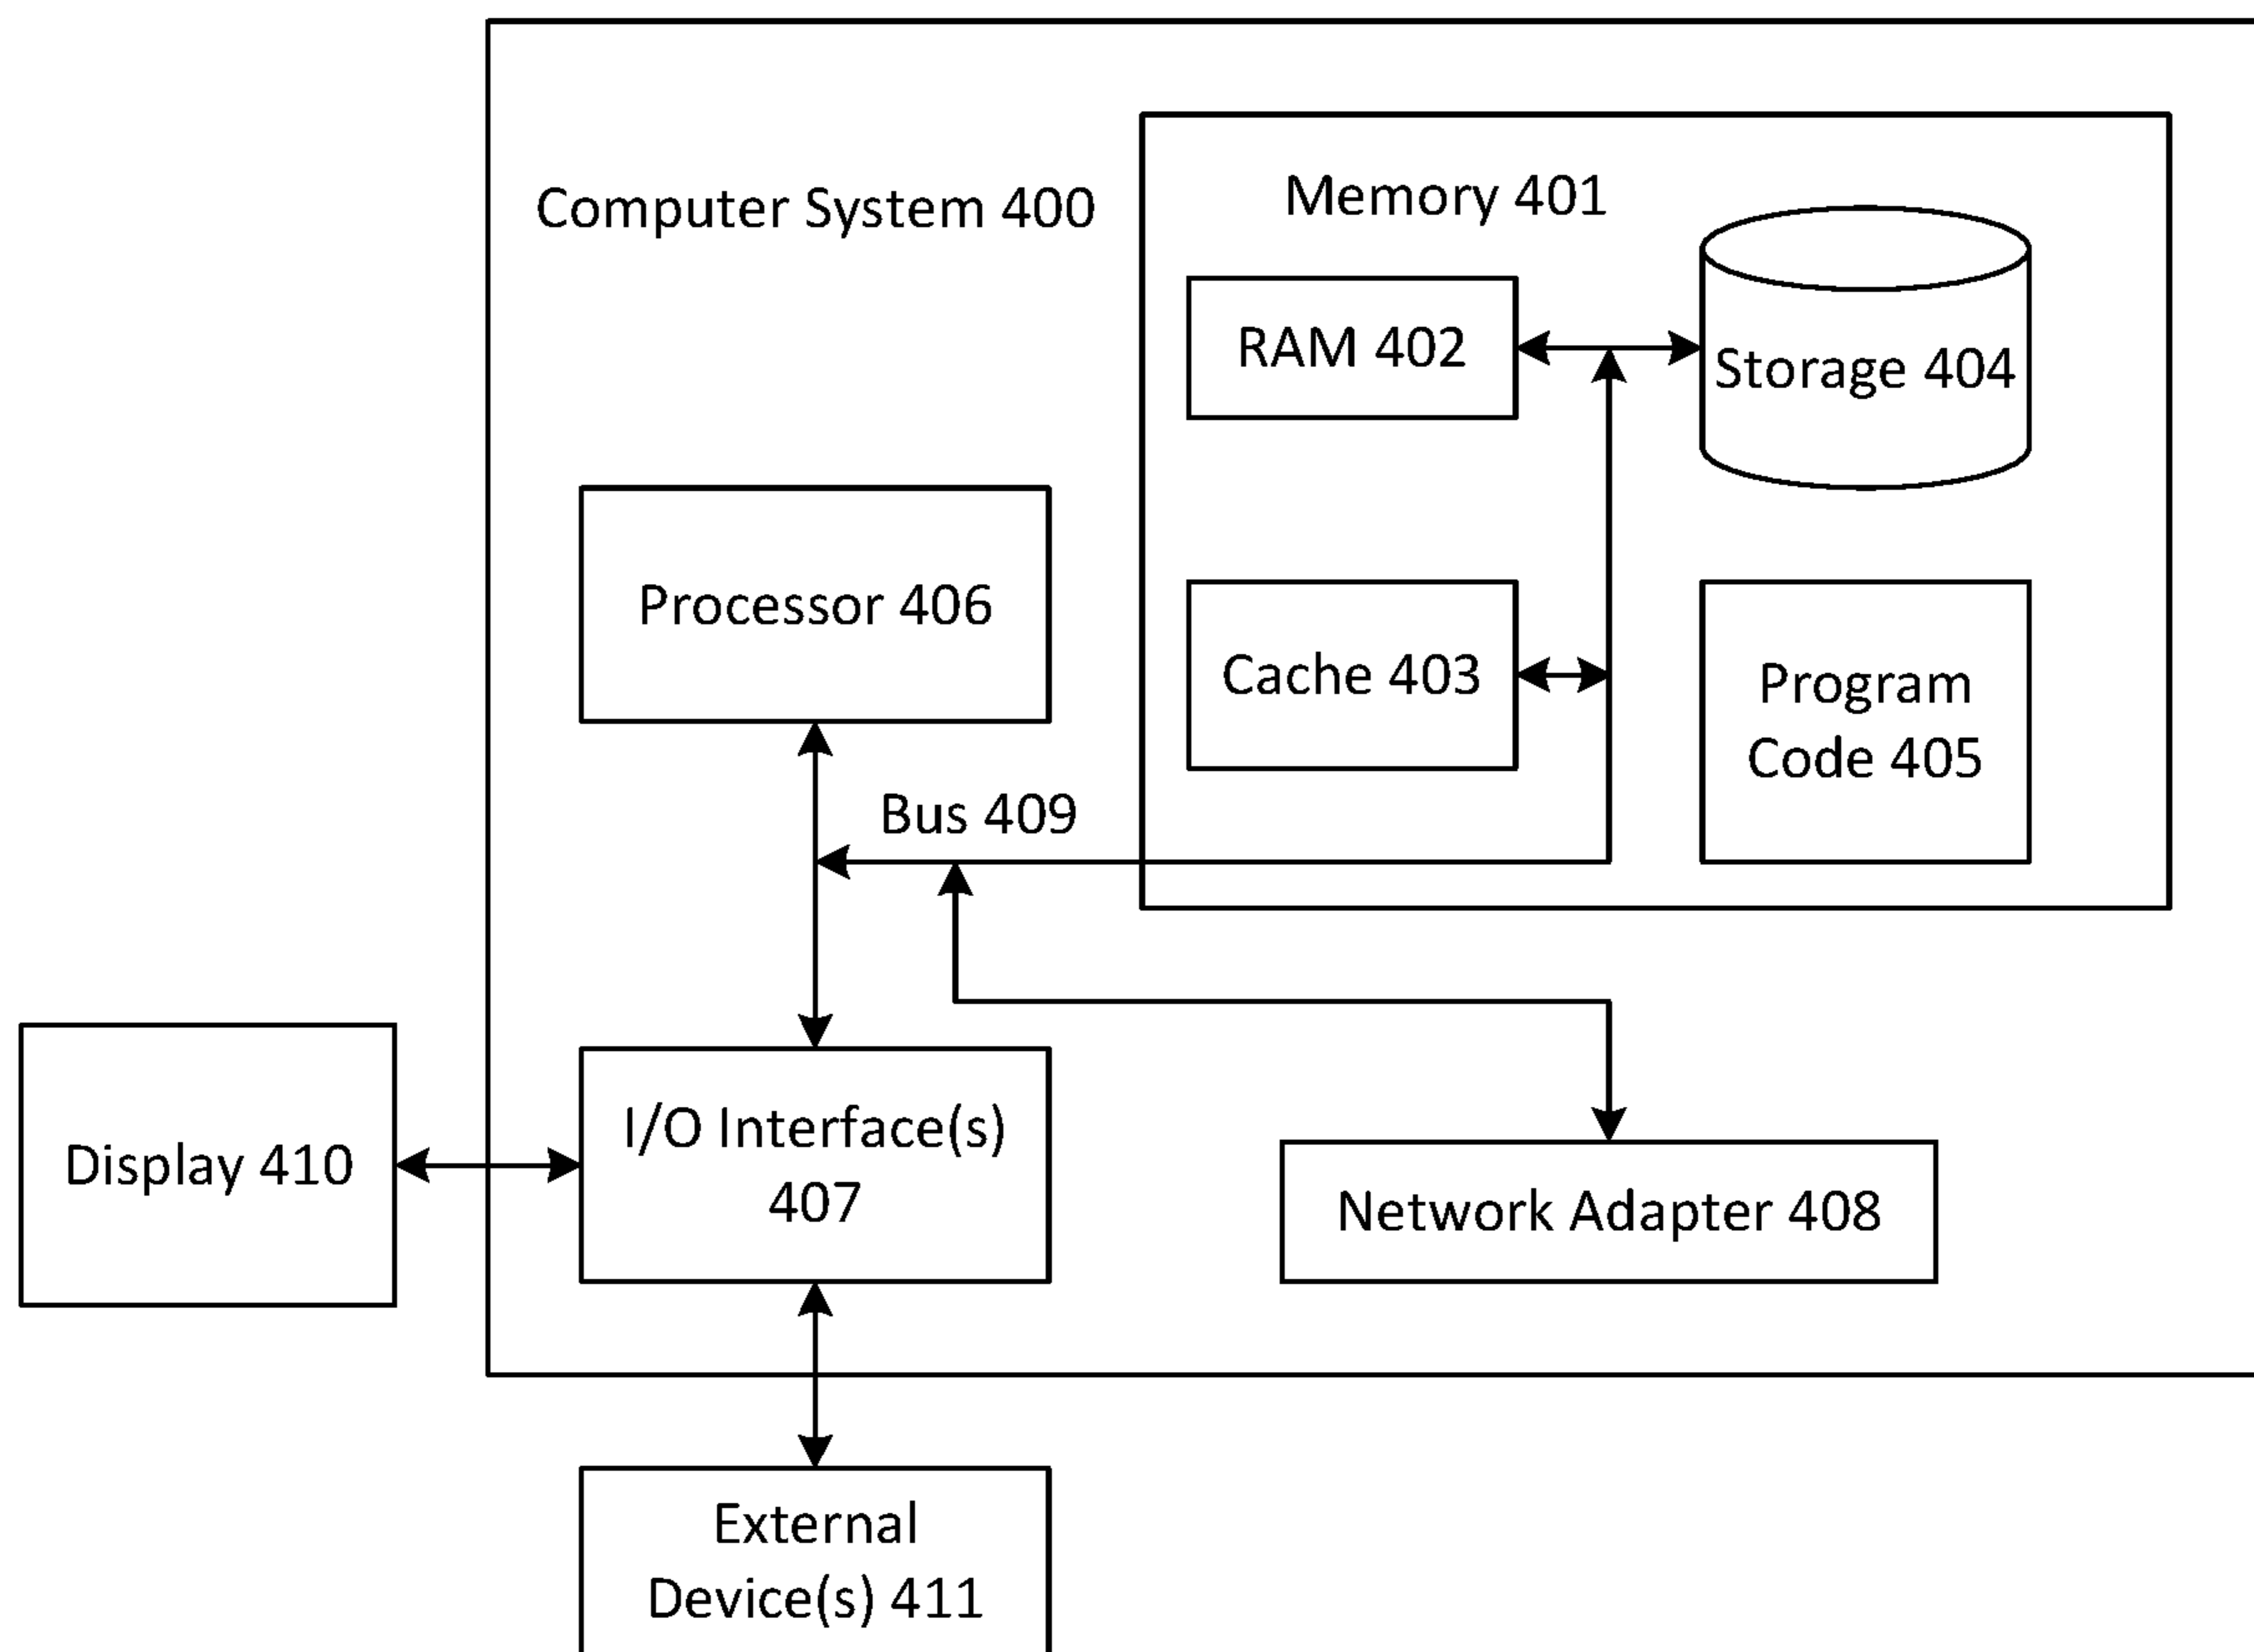 Computer System 400
Memory 401
RAM 402
Storage 404
Processor 406
Cache 403
Program
Code 405
Bus 409
Display 410
I/O Interface(s)
407
Network Adapter 408
External
Device(s) 411